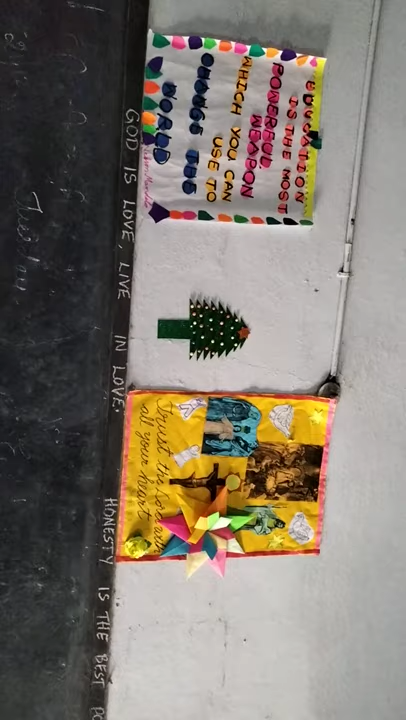 EDUCATION
IS THE MOST
POWERFUL
WEAPON
WHICH YOU CAN
USE TO
CHANGE THE
WORLD
Trust the Lord with
all your heart
GOD IS LOVE, LIVE IN LOVE.
HONESTY IS THE BEST
Tuesday